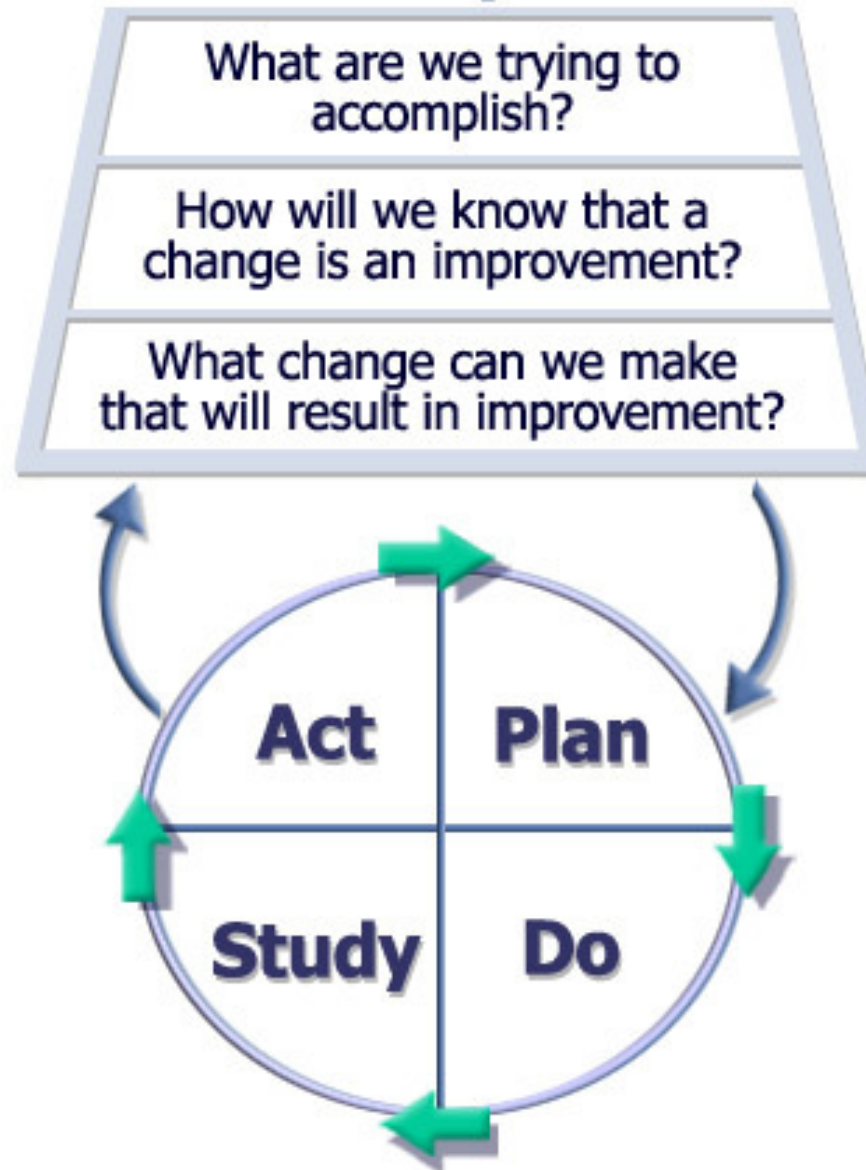 What are we trying to
accomplish?
How will we know that a
change is an improvement?
What change can we make
that will result in improvement?
Act
Plan
Study
Do